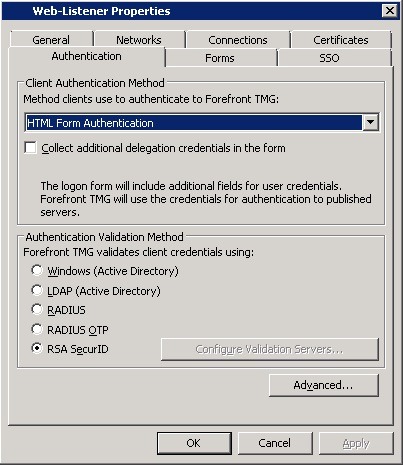 Web-Listener Properties
General Networks Connections Certificates
Authentication Forms SSO
Client Authentication Method
Method clients use to authenticate to Forefront TMG:
HTML Form Authentication
Collect additional delegation credentials in the form
The logon form will include additional fields for user credentials.
Forefront TMG will use the credentials for authentication to published
servers.
Authentication Validation Method
Forefront TMG validates client credentials using:
Windows (Active Directory)
LDAP (Active Directory)
RADIUS
RADIUS OTP
RSA SecurID Configure Validation Servers...
Advanced...
OK Cancel Apply